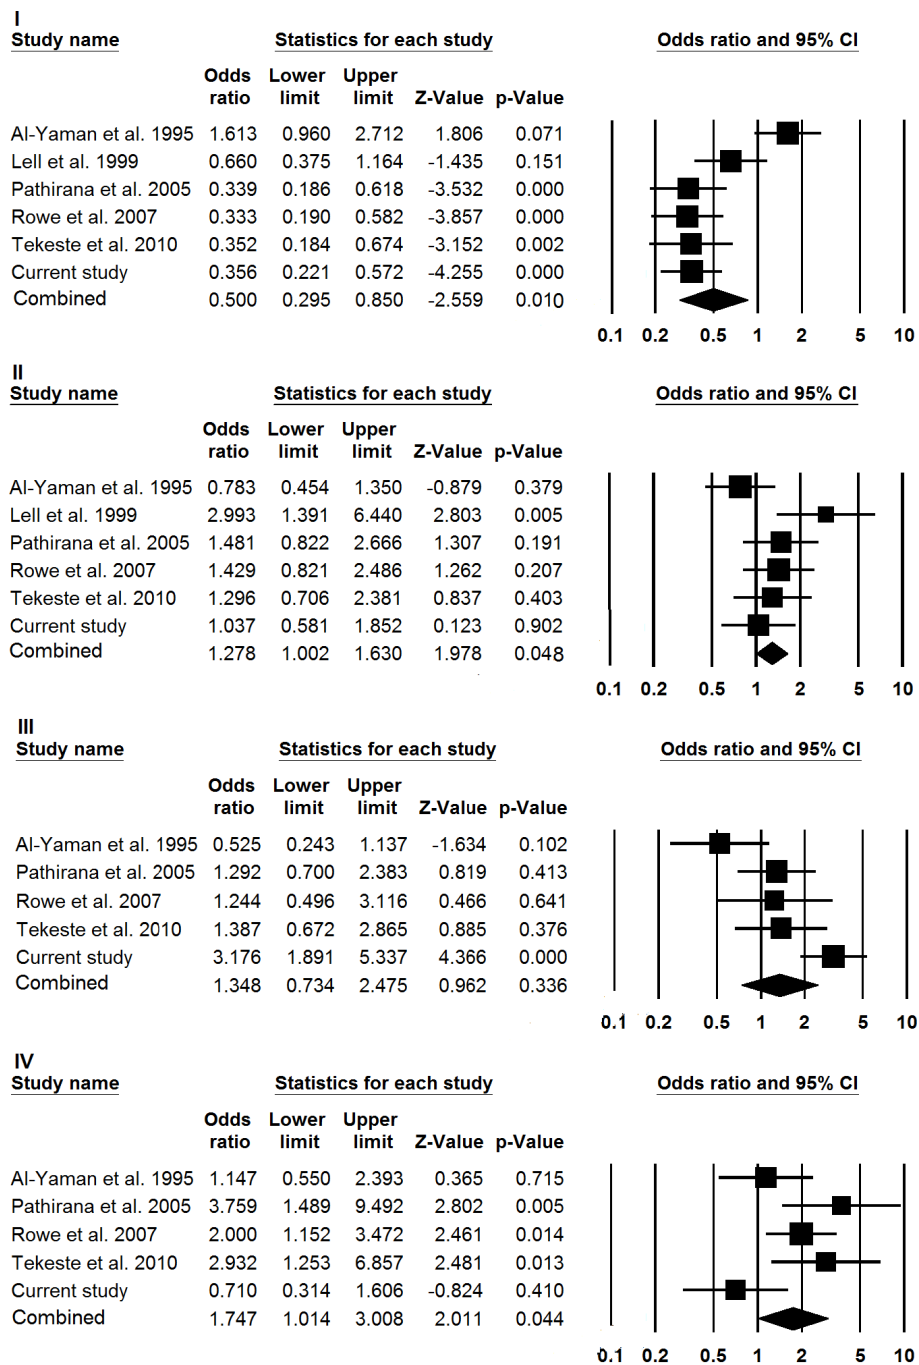 I
Study name Statistics for each study Odds ratio and 95% CI
Odds Lower Upper
ratio limit limit Z-Value p-Value
Al-Yaman et al. 1995 1.613 0.960 2.712 1.806 0.071
Lell et al. 1999 0.660 0.375 1.164 -1.435 0.151
Pathirana et al. 2005 0.339 0.186 0.618 -3.532 0.000
Rowe et al. 2007 0.333 0.190 0.582 -3.857 0.000
Tekeste et al. 2010 0.352 0.184 0.674 -3.152 0.002
Current study 0.356 0.221 0.572 -4.255 0.000
Combined 0.500 0.295 0.850 -2.559 0.010
0.1 0.2 0.5 1 2 5 10
II
Study name Statistics for each study Odds ratio and 95% CI
Odds Lower Upper
ratio limit limit Z-Value p-Value
Al-Yaman et al. 1995 0.783 0.454 1.350 -0.879 0.379
Lell et al. 1999 2.993 1.391 6.440 2.803 0.005
Pathirana et al. 2005 1.481 0.822 2.666 1.307 0.191
Rowe et al. 2007 1.429 0.821 2.486 1.262 0.207
Tekeste et al. 2010 1.296 0.706 2.381 0.837 0.403
Current study 1.037 0.581 1.852 0.123 0.902
Combined 1.278 1.002 1.630 1.978 0.048
0.1 0.2 0.5 1 2 5 10
III
Study name Statistics for each study Odds ratio and 95% CI
Odds Lower Upper
ratio limit limit Z-Value p-Value
Al-Yaman et al. 1995 0.525 0.243 1.137 -1.634 0.102
Pathirana et al. 2005 1.292 0.700 2.383 0.819 0.413
Rowe et al. 2007 1.244 0.496 3.116 0.466 0.641
Tekeste et al. 2010 1.387 0.672 2.865 0.885 0.376
Current study 3.176 1.891 5.337 4.366 0.000
Combined 1.348 0.734 2.475 0.962 0.336
0.1 0.2 0.5 1 2 5 10
IV
Study name Statistics for each study Odds ratio and 95% CI
Odds Lower Upper
ratio limit limit Z-Value p-Value
Al-Yaman et al. 1995 1.147 0.550 2.393 0.365 0.715
Pathirana et al. 2005 3.759 1.489 9.492 2.802 0.005
Rowe et al. 2007 2.000 1.152 3.472 2.461 0.014
Tekeste et al. 2010 2.932 1.253 6.857 2.481 0.013
Current study 0.710 0.314 1.606 -0.824 0.410
Combined 1.747 1.014 3.008 2.011 0.044
0.1 0.2 0.5 1 2 5 10